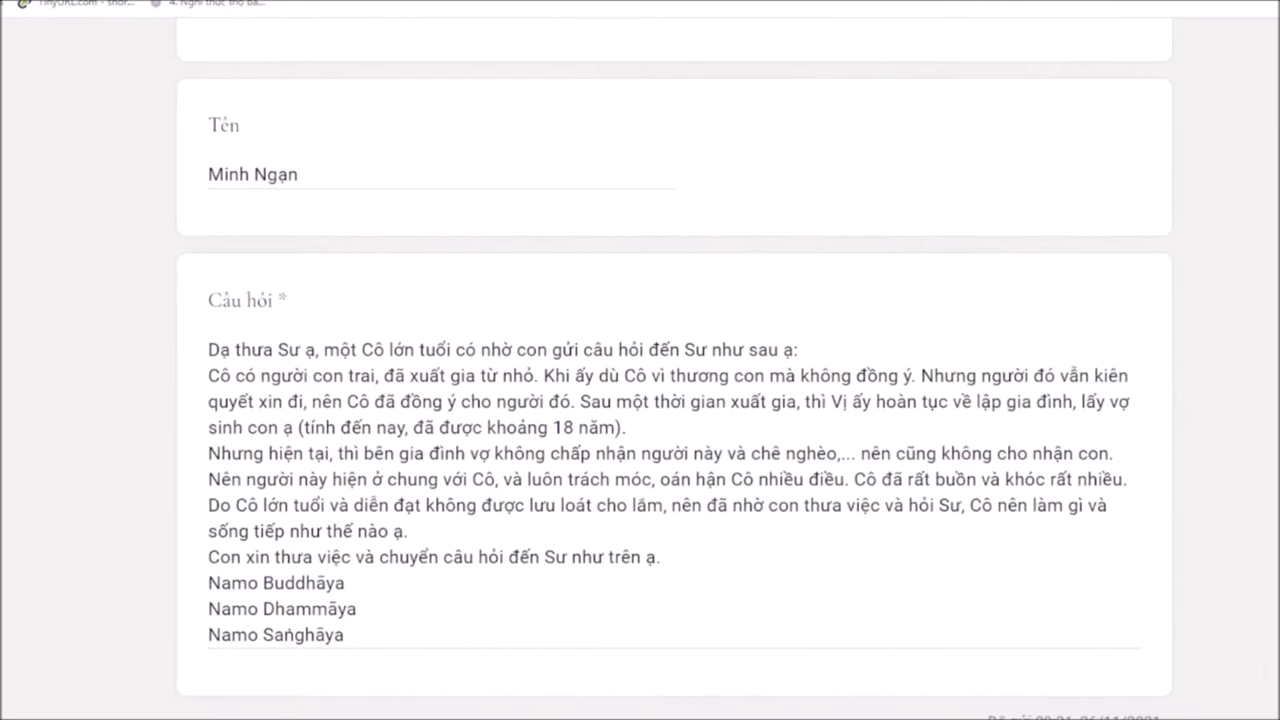 TinyURL.com - shor...
4. Nghi thức thọ bá...
Tên
Minh Ngạn
Câu hỏi *
Dạ thưa Sư ạ, một Cô lớn tuổi có nhờ con gửi câu hỏi đến Sư như sau ạ:
Cô có người con trai, đã xuất gia từ nhỏ. Khi ấy dù Cô vì thương con mà không đồng ý. Nhưng người đó vẫn kiên
quyết xin đi, nên Cô đã đồng ý cho người đó. Sau một thời gian xuất gia, thì Vị ấy hoàn tục về lập gia đình, lấy vợ
sinh con ạ (tính đến nay, đã được khoảng 18 năm).
Nhưng hiện tại, thì bên gia đình vợ không chấp nhận người này và chê nghèo,... nên cũng không cho nhận con.
Nên người này hiện ở chung với Cô, và luôn trách móc, oán hận Cô nhiều điều. Cô đã rất buồn và khóc rất nhiều.
Do Cô lớn tuổi và diễn đạt không được lưu loát cho lắm, nên đã nhờ con thưa việc và hỏi Sư, Cô nên làm gì và
sống tiếp như thế nào ạ.
Con xin thưa việc và chuyển câu hỏi đến Sư như trên ạ.
Namo Buddhāya
Namo Dhammāya
Namo Saṅghāya